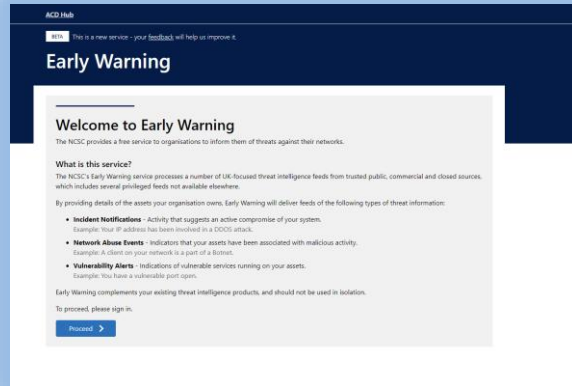 ACD Hub
BETA This is a new service - your feedback will help us improve it.
Early Warning
Welcome to Early Warning
The NCSC provides a free service to organisations to inform them of threats against their networks.
What is this service?
The NCSC's Early Warning service processes a number of UK-focused threat intelligence feeds from trusted public, commercial and closed sources,
which includes several privileged feeds not available elsewhere.
By providing details of the assets your organisation owns, Early Warning will deliver feeds of the following types of threat information:
• Incident Notifications - Activity that suggests an active compromise of your system.
Example: Your IP address has been involved in a DDOS attack.
• Network Abuse Events - Indicators that your assets have been associated with malicious activity.
Example: A client on your network is a part of a Botnet.
• Vulnerability Alerts - Indications of vulnerable services running on your assets.
Example: You have a vulnerable port open.
Early Warning complements your existing threat intelligence products, and should not be used in isolation.
To proceed, please sign in.
Proceed